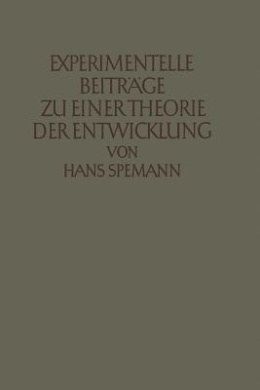 EXPERIMENTELLE
BEITRÄGE
ZU EINER THEORIE
DER ENTWICKLUNG
VON
HANS SPEMANN